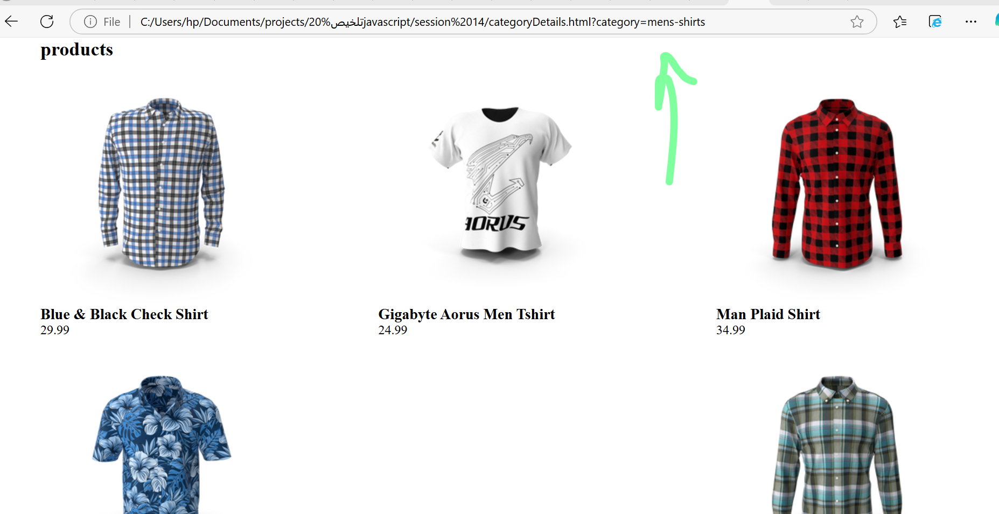 File | C:/Users/hp/Documents/projects/20%تلخيصjavascript/session%2014/categoryDetails.html?category=mens-shirts
products
AORUS
Blue & Black Check Shirt
29.99
Gigabyte Aorus Men Tshirt
24.99
Man Plaid Shirt
34.99